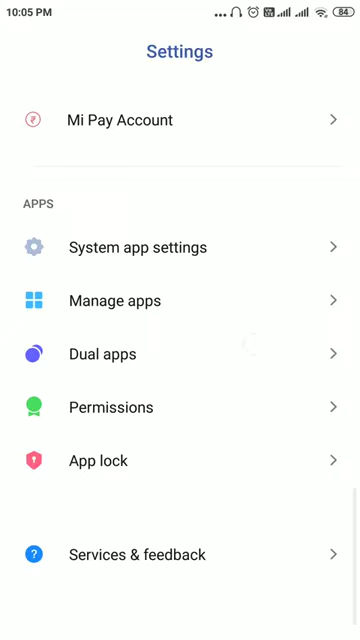 10:05 PM
84
Settings
₹ Mi Pay Account
APPS
System app settings
Manage apps
Dual apps
Permissions
App lock
? Services & feedback